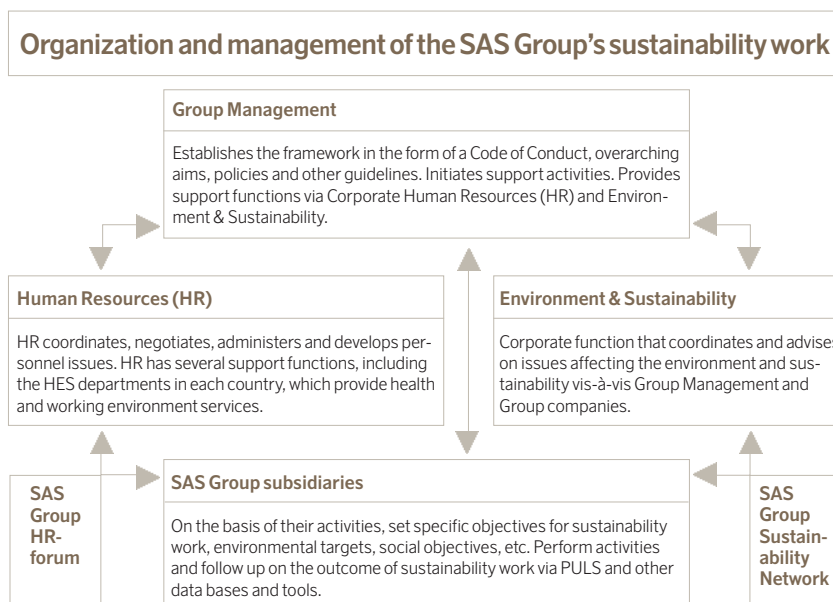 Organization and management of the SAS Group's sustainability work
Group Management
Establishes the framework in the form of a Code of Conduct, overarching
aims, policies and other guidelines. Initiates support activities. Provides
support functions via Corporate Human Resources (HR) and Environ-
ment & Sustainability.
Human Resources (HR)
HR coordinates, negotiates, administers and develops per-
sonnel issues. HR has several support functions, including
the HES departments in each country, which provide health
and working environment services.
Environment & Sustainability
Corporate function that coordinates and advises
on issues affecting the environment and sus-
tainability vis-à-vis Group Management and
Group companies.
SAS
Group
HR-
forum
SAS Group subsidiaries
On the basis of their activities, set specific objectives for sustainability
work, environmental targets, social objectives, etc. Perform activities
and follow up on the outcome of sustainability work via PULS and other
data bases and tools.
SAS
Group
Sustain-
ability
Network